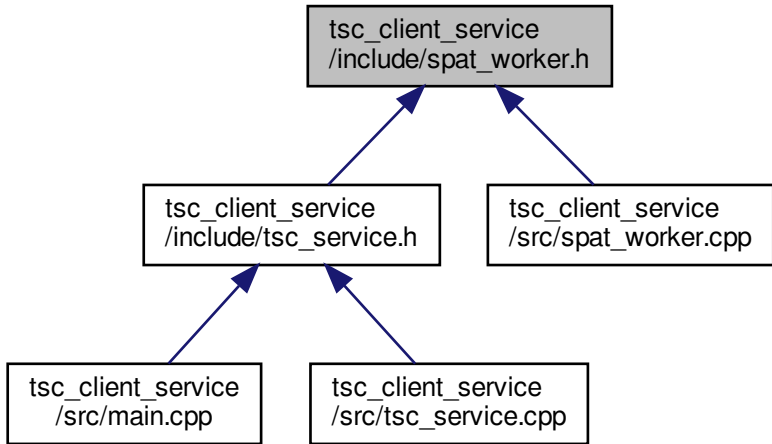 tsc_client_service
/include/spat_worker.h
tsc_client_service
/include/tsc_service.h
tsc_client_service
/src/spat_worker.cpp
tsc_client_service
/src/main.cpp
tsc_client_service
/src/tsc_service.cpp